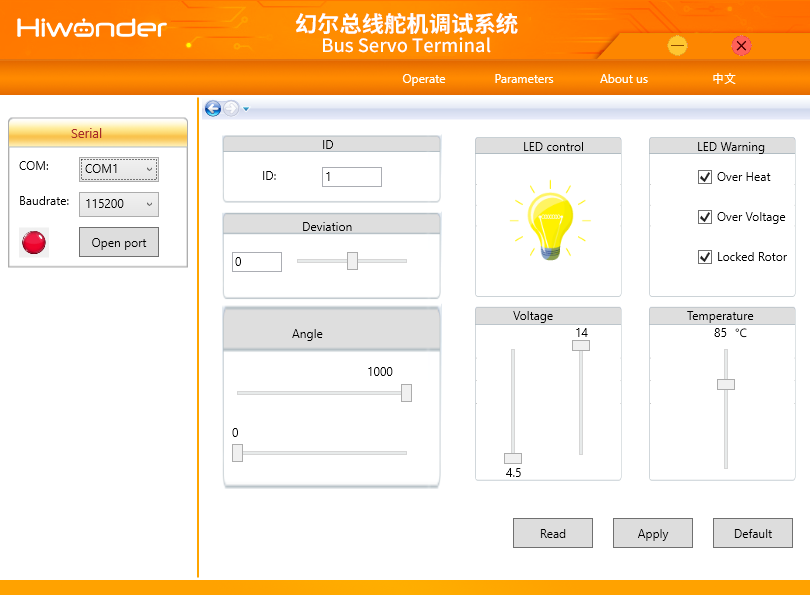 Hiwonder
幻尔总线舵机调试系统
Bus Servo Terminal
Operate Parameters About us 中文
Serial
COM: COM1
Baudrate: 115200
Open port
ID
ID: 1
Deviation
0
Angle
1000
0
LED control
LED Warning
Over Heat
Over Voltage
Locked Rotor
Voltage
14
4.5
Temperature
85 °C
Read Apply Default